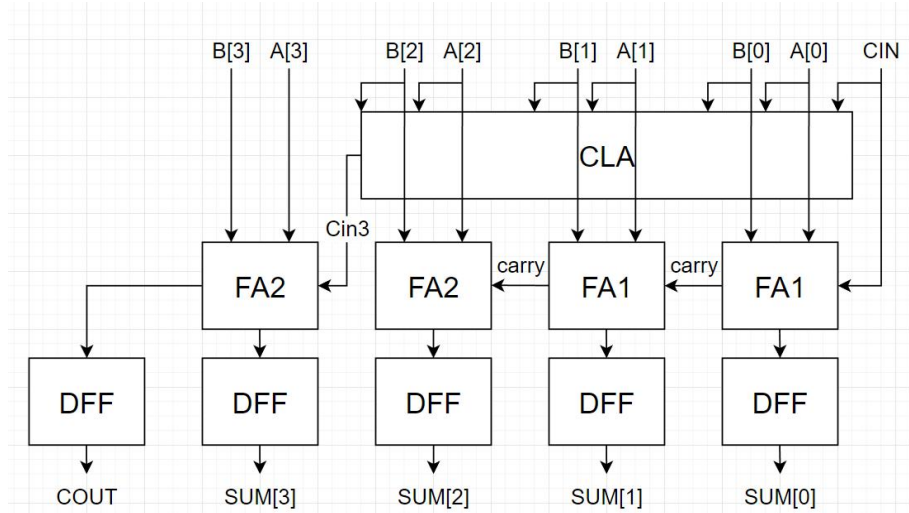 B[3] A[3] B[2] A[2] B[1] A[1] B[0] A[0] CIN
CLA
Cin3
carry carry
FA2 FA2 FA1 FA1
DFF DFF DFF DFF DFF
COUT SUM[3] SUM[2] SUM[1] SUM[0]